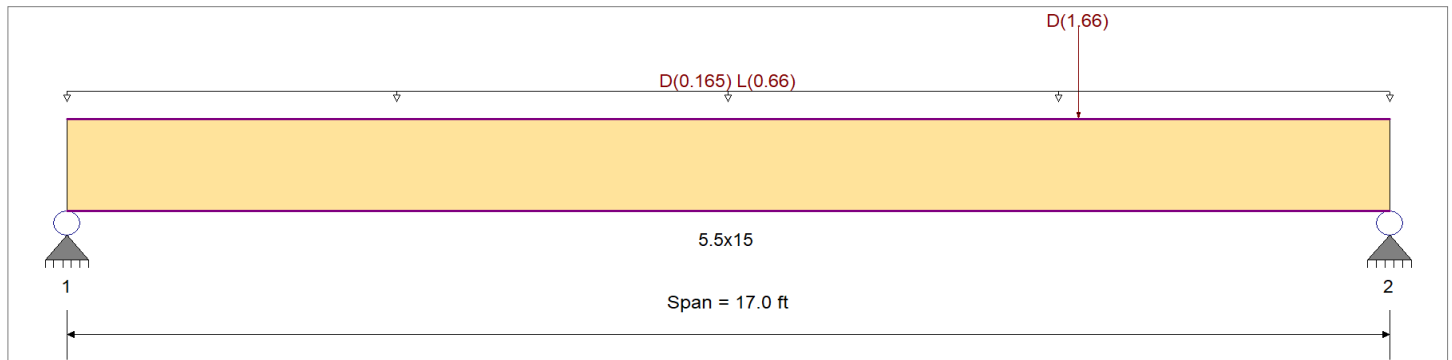 D(1.66)
D(0.165) L(0.66)
5.5x15
1
2
Span = 17.0 ft